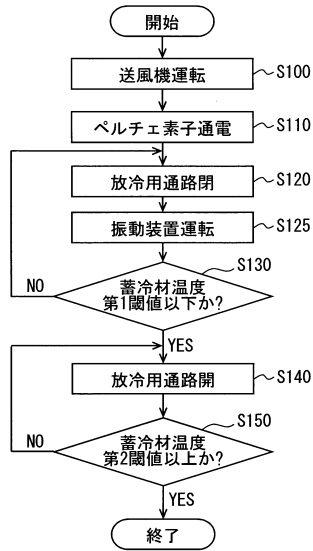 開始
送風機運転
S100
ペルチェ素子通電
S110
放冷用通路閉
S120
振動装置運転
S125
S130
蓄冷材温度
第1閾値以下か?
NO
YES
放冷用通路開
S140
S150
蓄冷材温度
第2閾値以上か?
NO
YES
終了